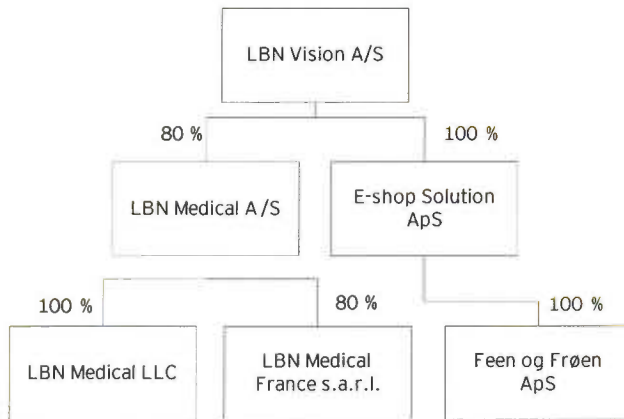 LBN Vision A/S
80 %
100 %
LBN Medical A/S
E-shop Solution
ApS
100 %
80 %
100 %
LBN Medical LLC
LBN Medical
France s.a.r.l.
Feen og Frøen
ApS